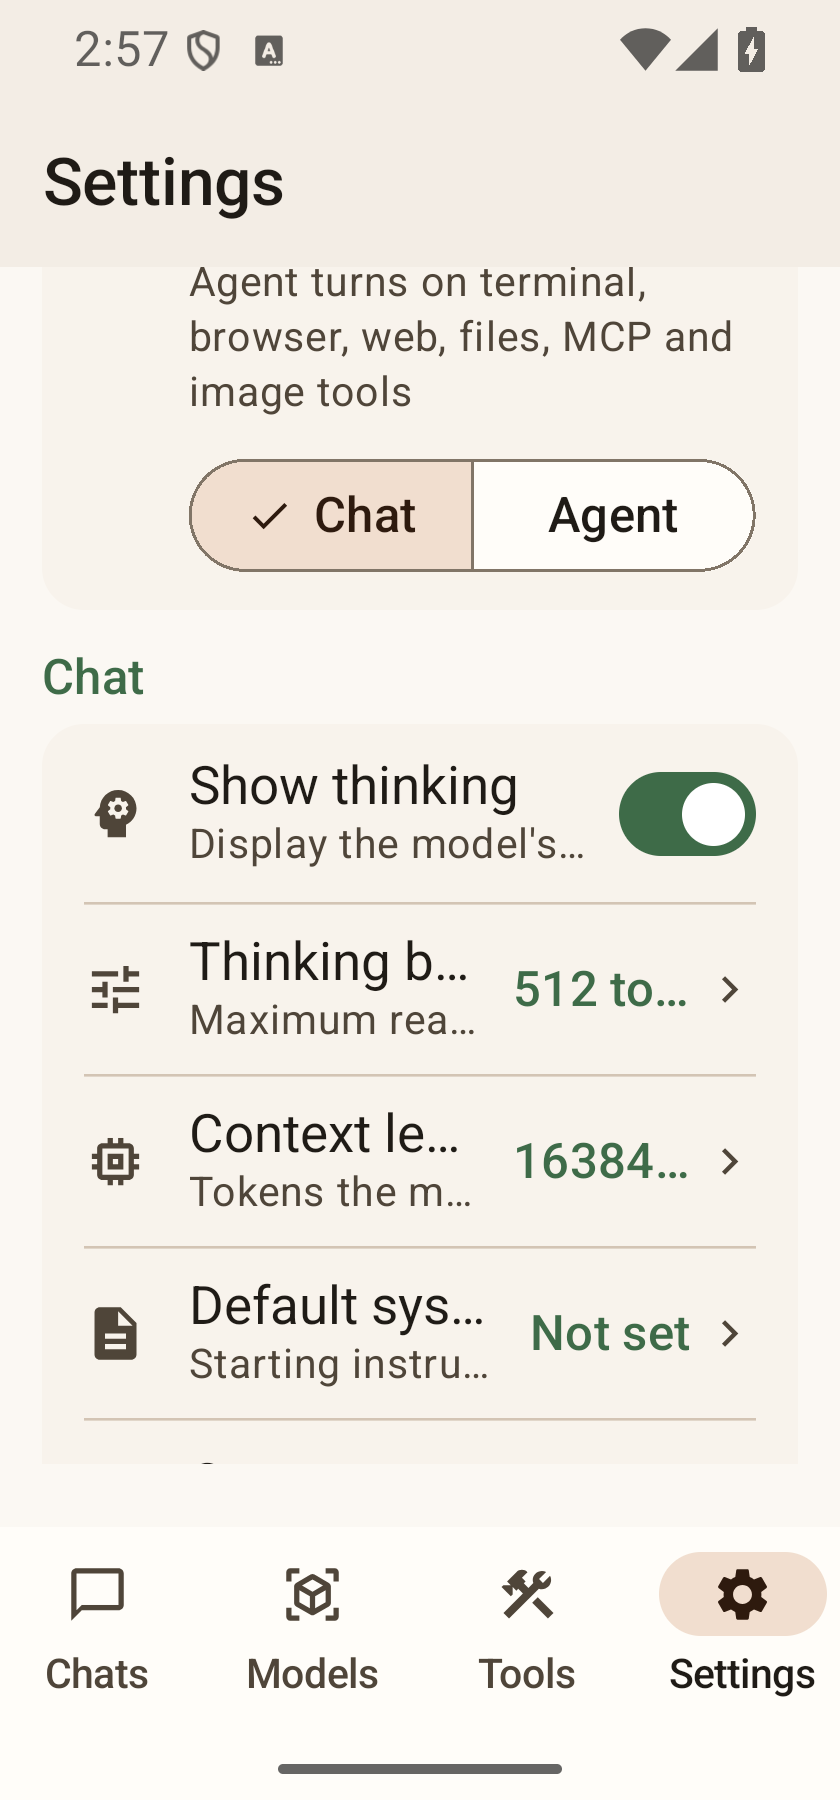 2:57
Settings
Agent turns on terminal,
browser, web, files, MCP and
image tools
Chat
Agent
Chat
Show thinking
Display the model's…
Thinking b…
512 to…
Maximum rea…
Context le…
16384…
Tokens the m…
Default sys…
Not set
Starting instru…
Chats
Models
Tools
Settings